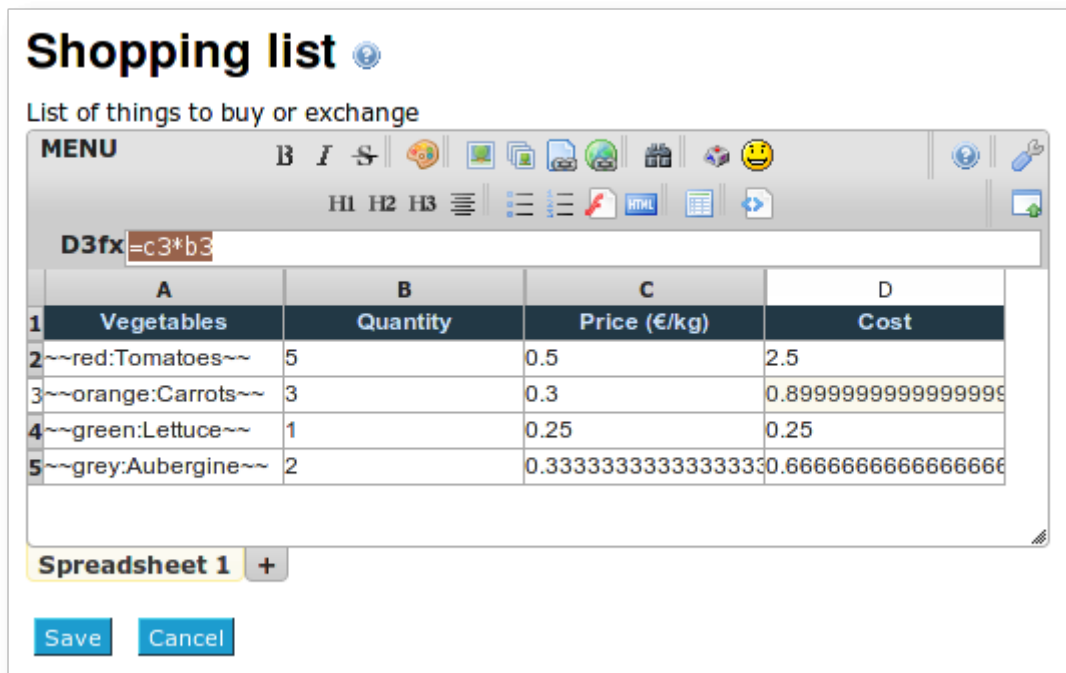 Shopping list
List of things to buy or exchange
MENU B I S
H1 H2 H3 HTML
D3fx =c3*b3
A B C D
1 Vegetables Quantity Price (€/kg) Cost
2 ~~red:Tomatoes~~ 5 0.5 2.5
3 ~~orange:Carrots~~ 3 0.3 0.8999999999999999
4 ~~green:Lettuce~~ 1 0.25 0.25
5 ~~grey:Aubergine~~ 2 0.3333333333333333 0.6666666666666666
Spreadsheet 1 +
Save Cancel